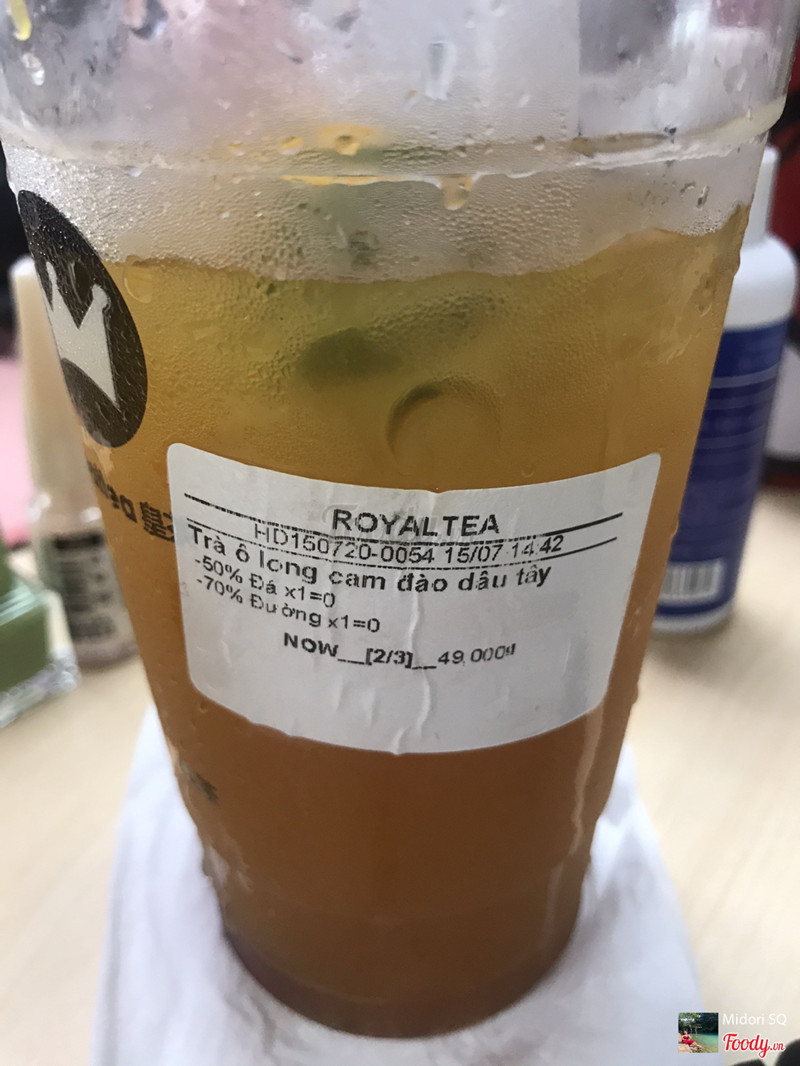 ROYALTEA
HD150720-0054 15/07 14:42
Trà ô long cam đào dâu tây
-50% Đá x1=0
-70% Đường x1=0
NOW__[2/3]__49,000đ
皇
Midori SQ
Foody.vn